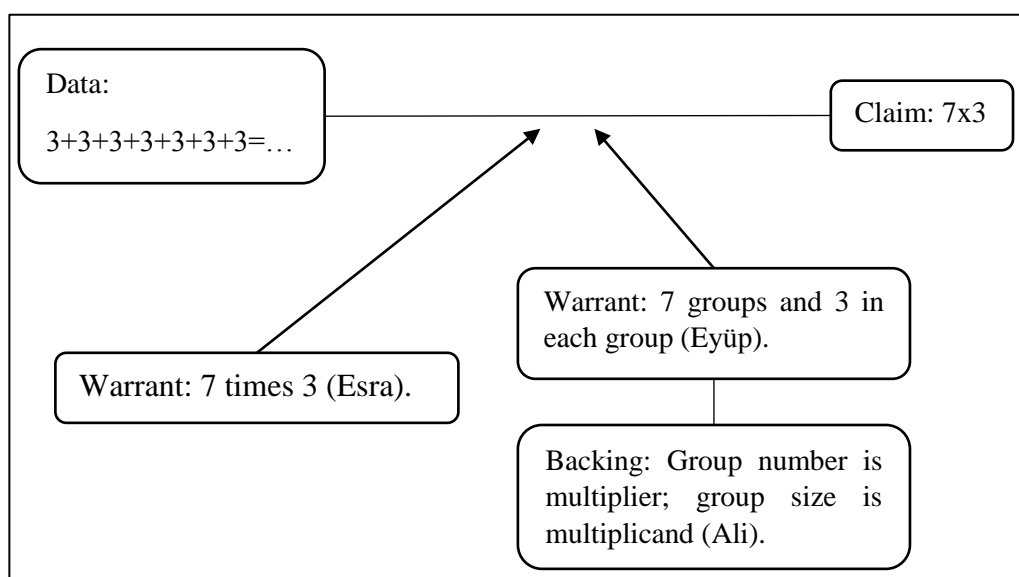 Data:
3+3+3+3+3+3+3=…
Claim: 7x3
Warrant: 7 groups and 3 in
each group (Eyüp).
Warrant: 7 times 3 (Esra).
Backing: Group number is
multiplier; group size is
multiplicand (Ali).